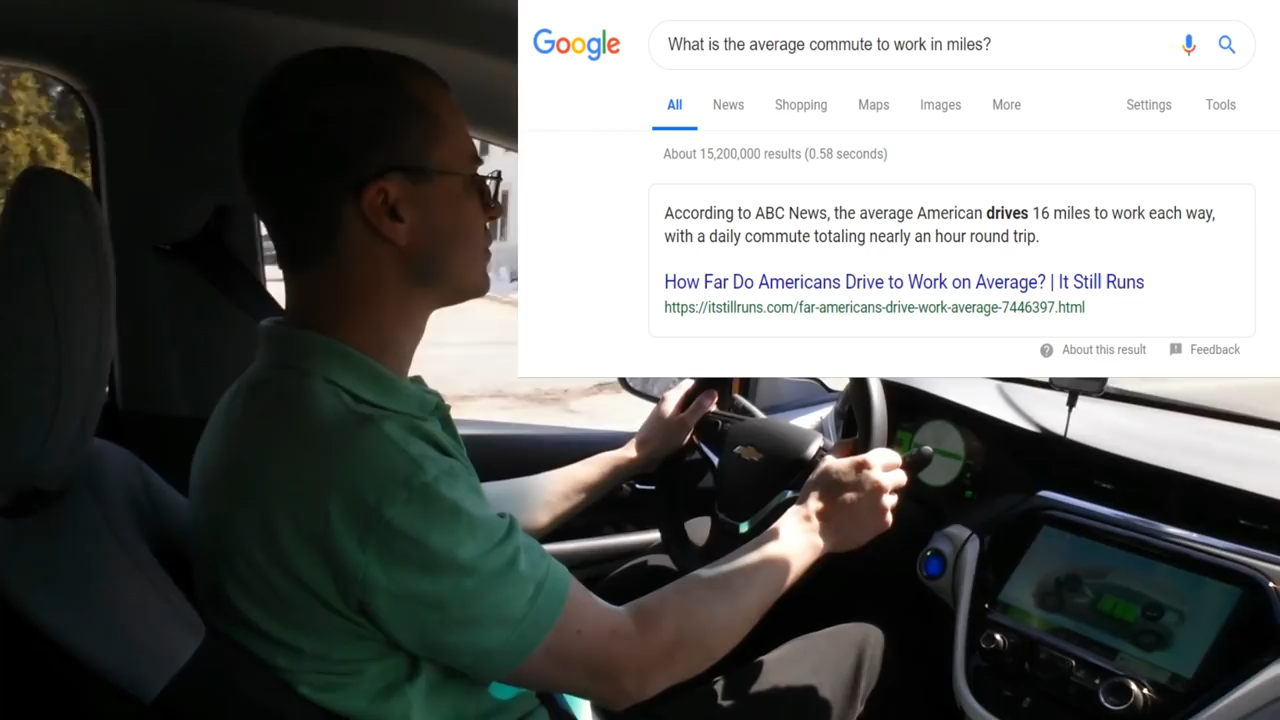 Google
What is the average commute to work in miles?
All News Shopping Maps Images More Settings Tools
About 15,200,000 results (0.58 seconds)
According to ABC News, the average American drives 16 miles to work each way,
with a daily commute totaling nearly an hour round trip.
How Far Do Americans Drive to Work on Average? | It Still Runs
https://itstillruns.com/far-americans-drive-work-average-7446397.html
About this result Feedback